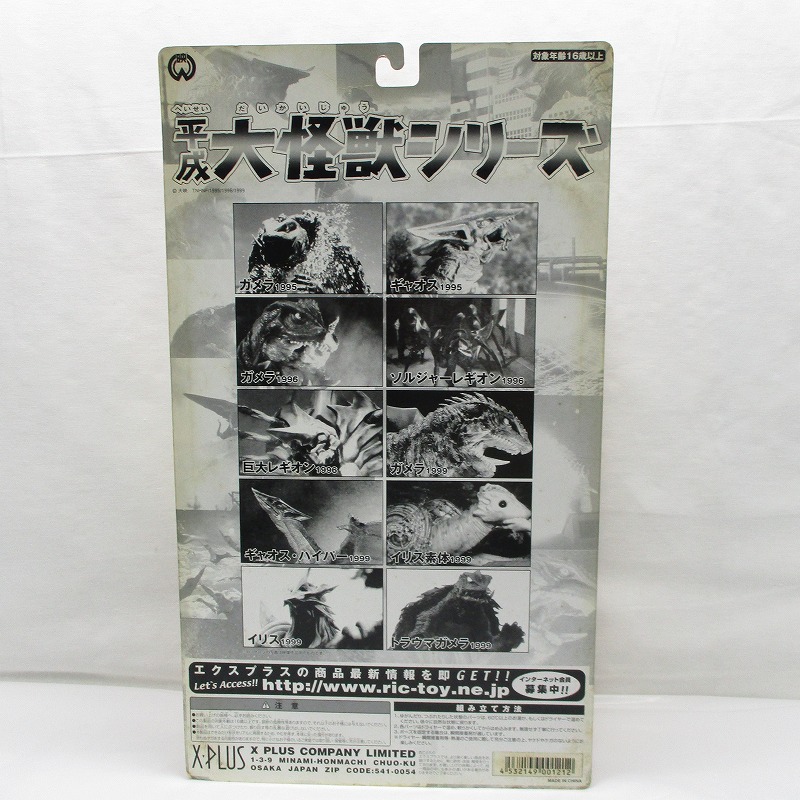 対象年齢16歳以上
へいせい だいかいじゅう
平成大怪獣シリーズ
ガメラ1995
ギャオス1995
ガメラ1996
ソルジャーレギオン1996
巨大レギオン1996
ガメラ1999
ギャオス・ハイパー1999
イリス素体1999
イリス1999
トラウマガメラ1999
エクスプラスの商品最新情報を即GET!!
Let's Access!! http://www.ric-toy.ne.jp
インターネット会員
募集中!!
注意
組み立て方法
X-PLUS
X PLUS COMPANY LIMITED
1-3-9 MINAMI-HONMACHI CHUO-KU
OSAKA JAPAN ZIP CODE:541-0054
4 532149 001212
MADE IN CHINA